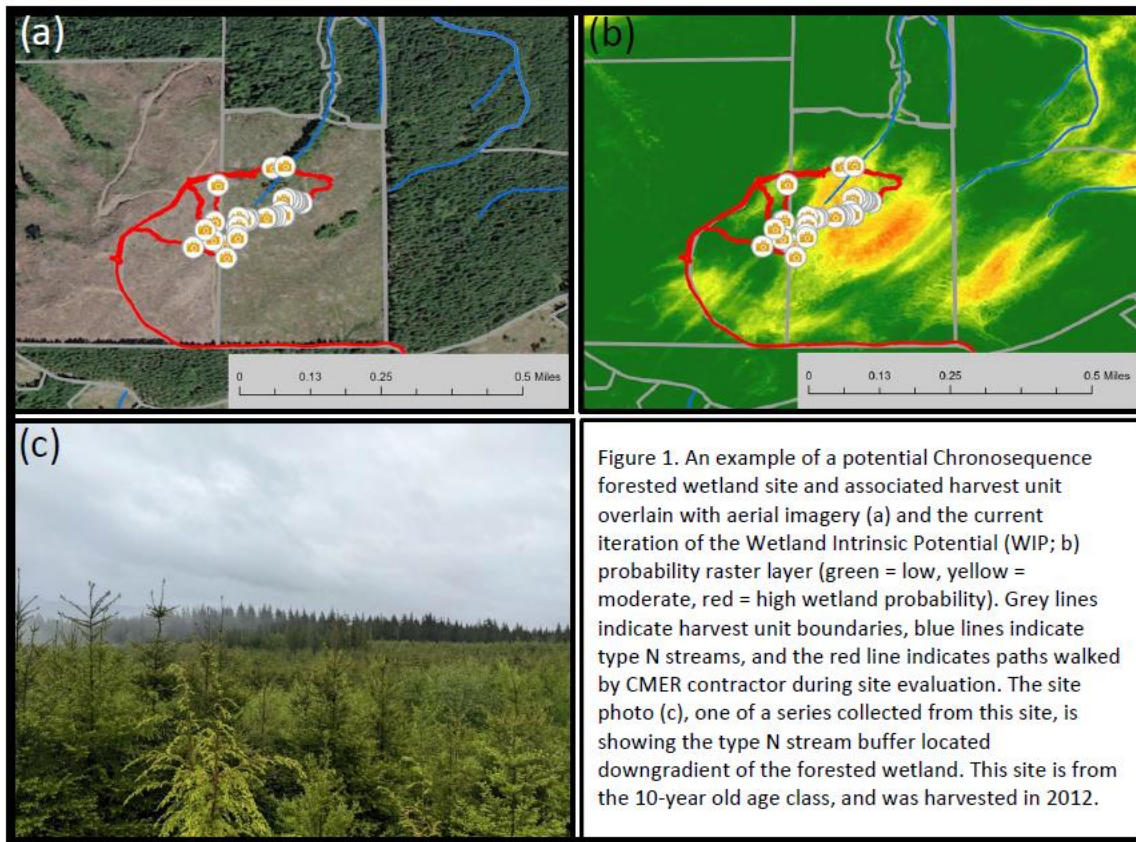 (a)
0 0.13 0.25 0.5 Miles
(b)
0 0.13 0.25 0.5 Miles
(c)
Figure 1. An example of a potential Chronosequence
forested wetland site and associated harvest unit
overlain with aerial imagery (a) and the current
iteration of the Wetland Intrinsic Potential (WIP; b)
probability raster layer (green = low, yellow =
moderate, red = high wetland probability). Grey lines
indicate harvest unit boundaries, blue lines indicate
type N streams, and the red line indicates paths walked
by CMER contractor during site evaluation. The site
photo (c), one of a series collected from this site, is
showing the type N stream buffer located
downgradient of the forested wetland. This site is from
the 10-year old age class, and was harvested in 2012.